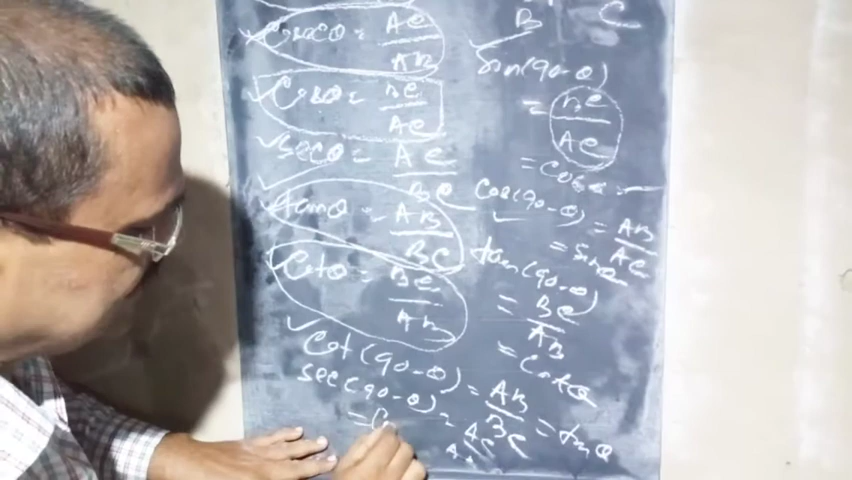 B C
Cosecθ = AC/AB
Cosθ = BC/AC
Secθ = AC/BC
tanθ = AB/BC
Cotθ = BC/AB
Sin(90-θ)
= BC/AC
= Cosθ
Cos(90-θ) = AB/AC
= Sinθ
tan(90-θ)
= BC/AB
= Cotθ
Cot(90-θ) = AB/BC = tanθ
Sec(90-θ) = AC/AB
= C